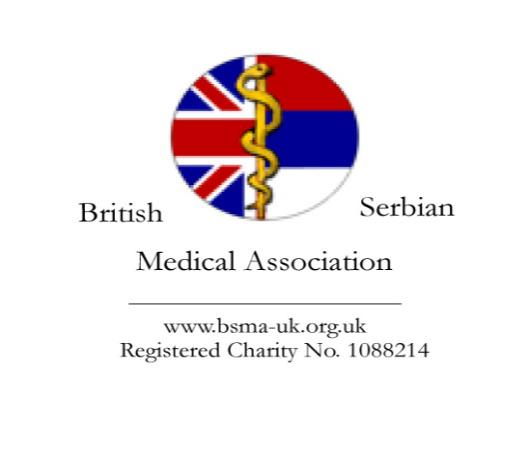 British
Serbian
Medical Association
www.bsma-uk.org.uk
Registered Charity No. 1088214